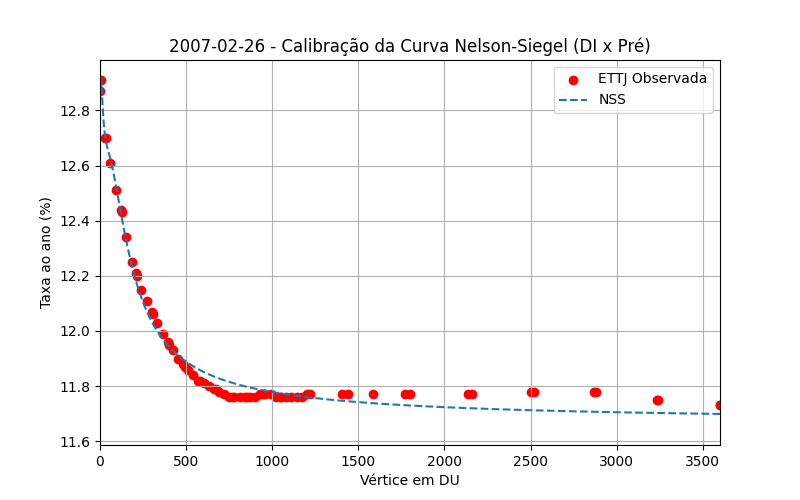 2007-02-26 - Calibração da Curva Nelson-Siegel (DI x Pré)
ETTJ Observada
NSS
Taxa ao ano (%)
12.8
12.6
12.4
12.2
12.0
11.8
11.6
0 500 1000 1500 2000 2500 3000 3500
Vértice em DU